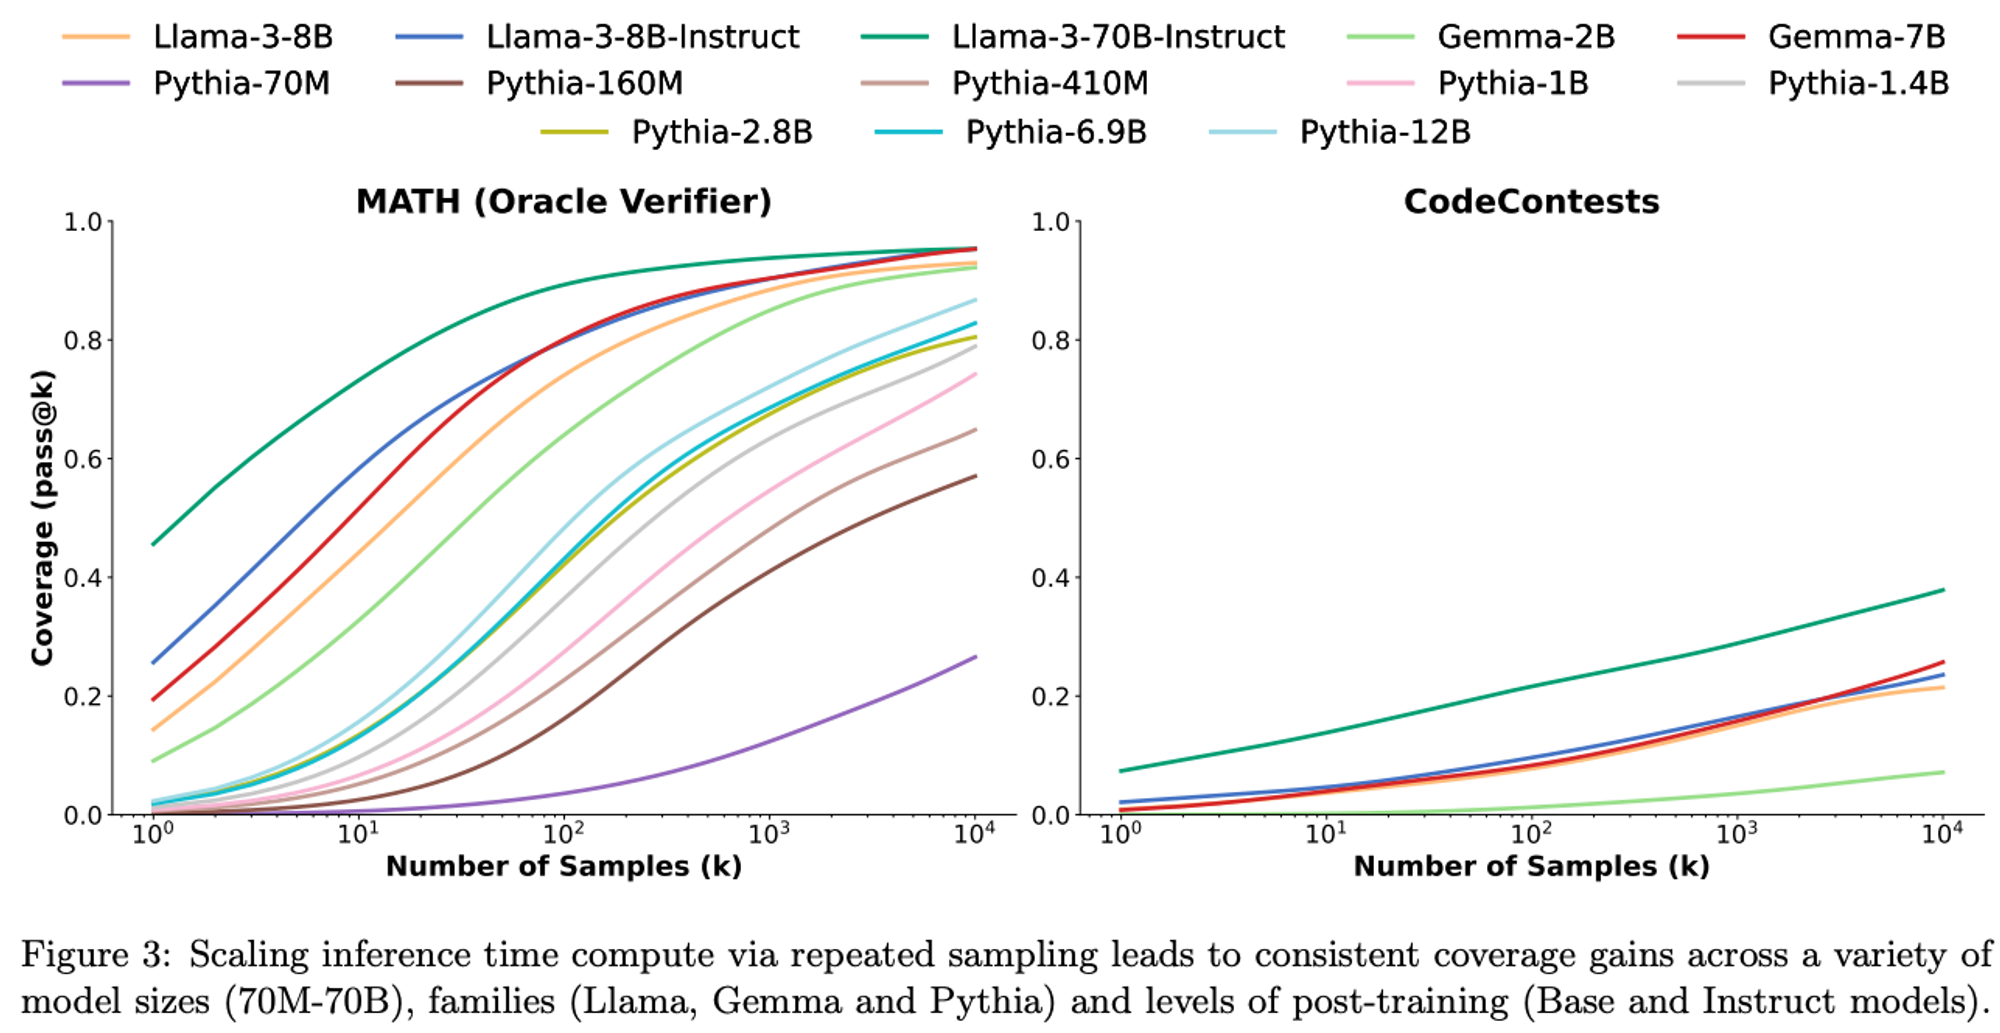 Llama-3-8B Llama-3-8B-Instruct Llama-3-70B-Instruct Gemma-2B Gemma-7B
Pythia-70M Pythia-160M Pythia-410M Pythia-1B Pythia-1.4B
Pythia-2.8B Pythia-6.9B Pythia-12B
MATH (Oracle Verifier)
Coverage (pass@k)
1.0
0.8
0.6
0.4
0.2
0.0
10⁰ 10¹ 10² 10³ 10⁴
Number of Samples (k)
CodeContests
1.0
0.8
0.6
0.4
0.2
0.0
10⁰ 10¹ 10² 10³ 10⁴
Number of Samples (k)
Figure 3: Scaling inference time compute via repeated sampling leads to consistent coverage gains across a variety of
model sizes (70M-70B), families (Llama, Gemma and Pythia) and levels of post-training (Base and Instruct models).